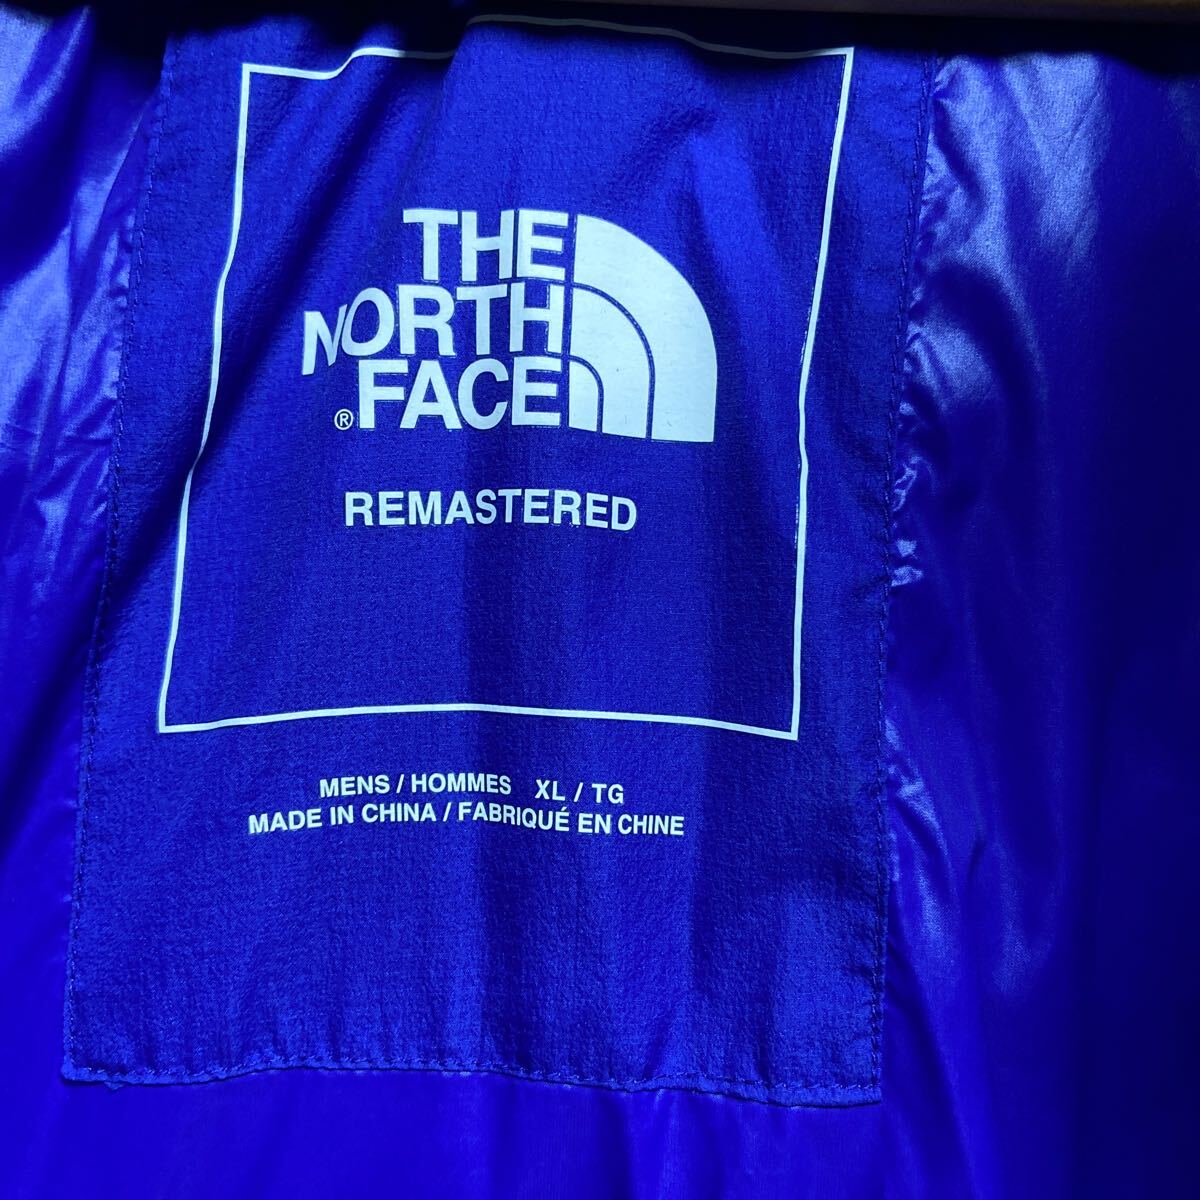 THE
NORTH
®FACE
REMASTERED
MENS / HOMMES XL / TG
MADE IN CHINA / FABRIQUÉ EN CHINE